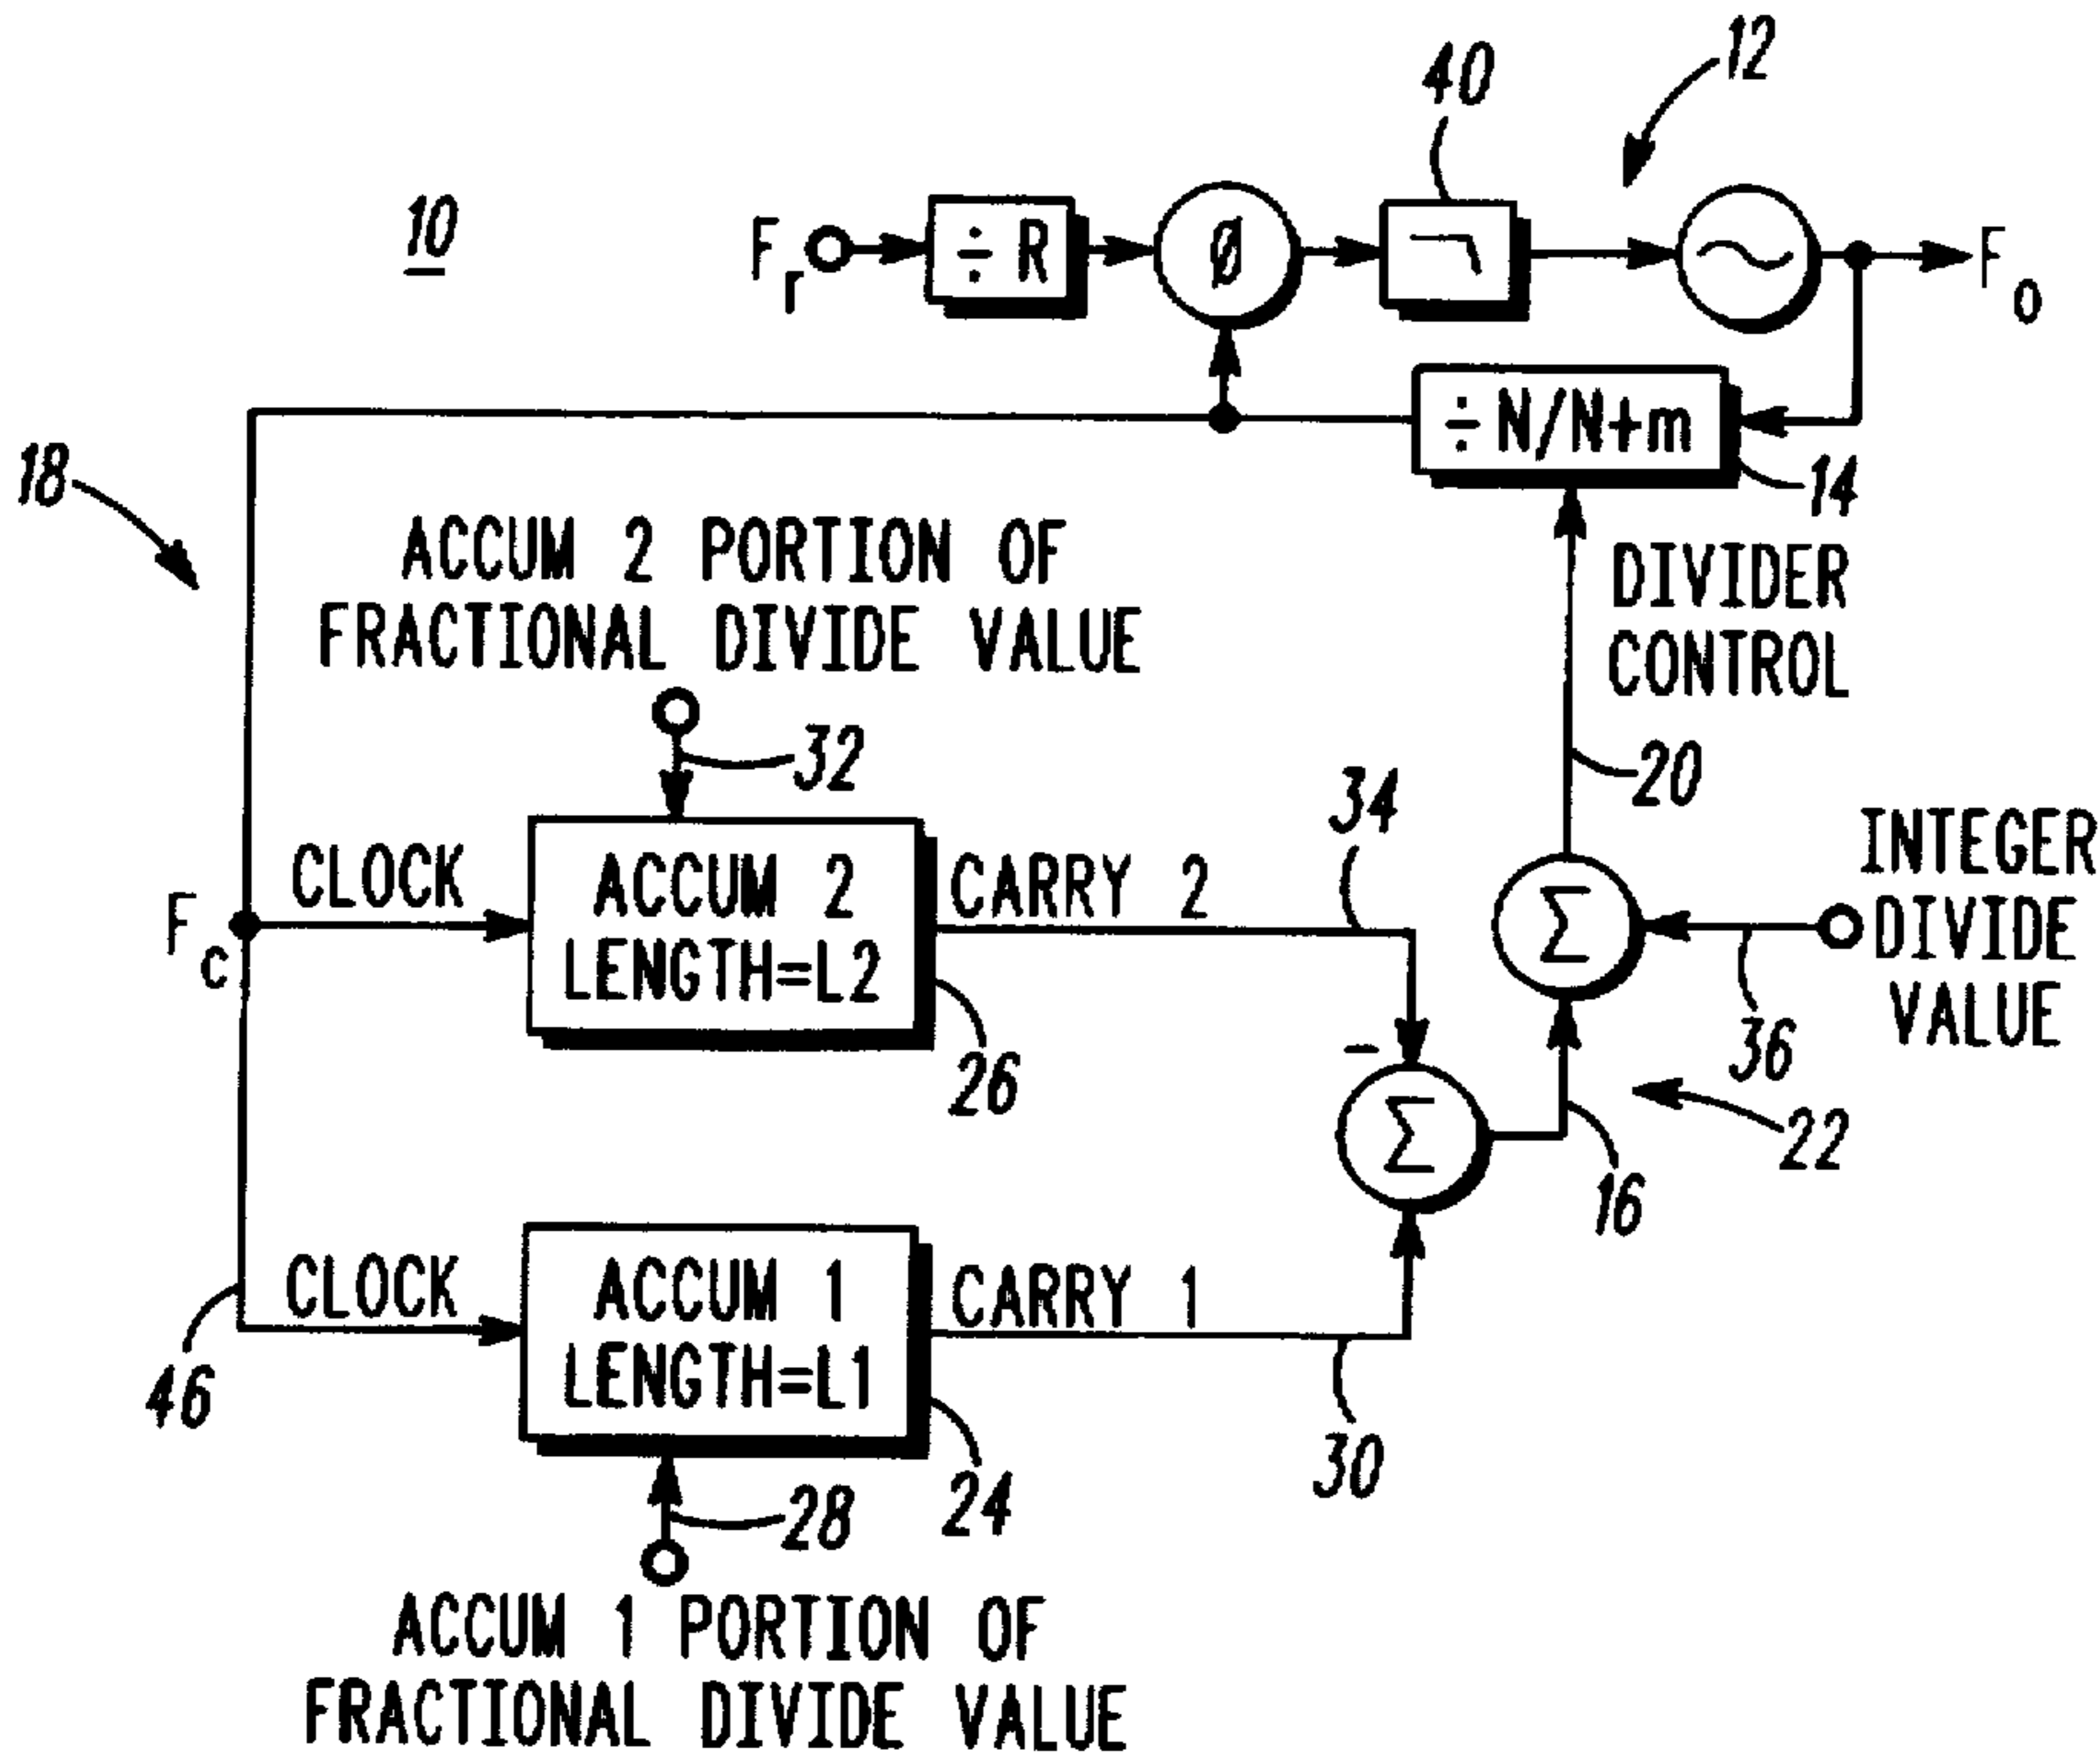 12
40
10
F r
÷ R
Ø
F o
÷ N/N+m
18
14
ACCUM 2 PORTION OF
FRACTIONAL DIVIDE VALUE
DIVIDER
CONTROL
32
20
34
INTEGER
DIVIDE
VALUE
CLOCK
F c
ACCUM 2
LENGTH=L2
CARRY 2
Σ
36
26
-
Σ
22
16
CLOCK
ACCUM 1
LENGTH=L1
CARRY 1
46
30
24
28
ACCUM 1 PORTION OF
FRACTIONAL DIVIDE VALUE